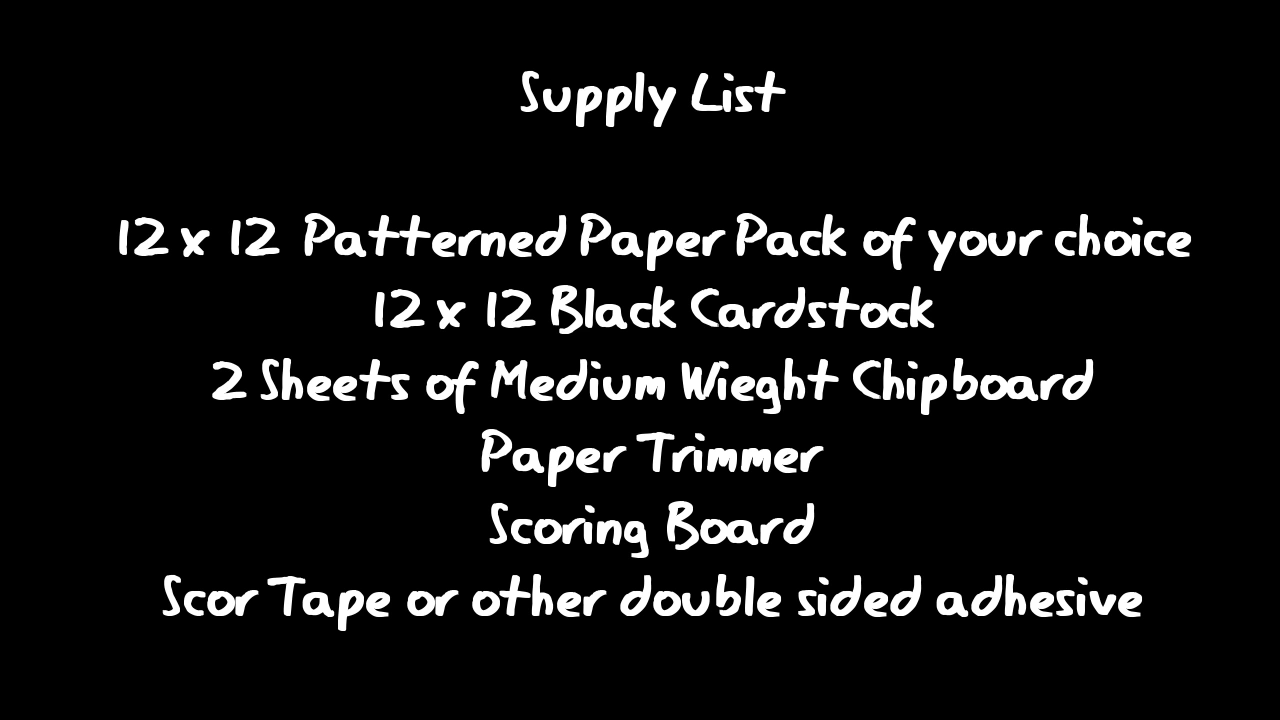 Supply List
12 x 12 Patterned Paper Pack of your choice
12 x 12 Black Cardstock
2 Sheets of Medium Wieght Chipboard
Paper Trimmer
Scoring Board
Scor Tape or other double sided adhesive